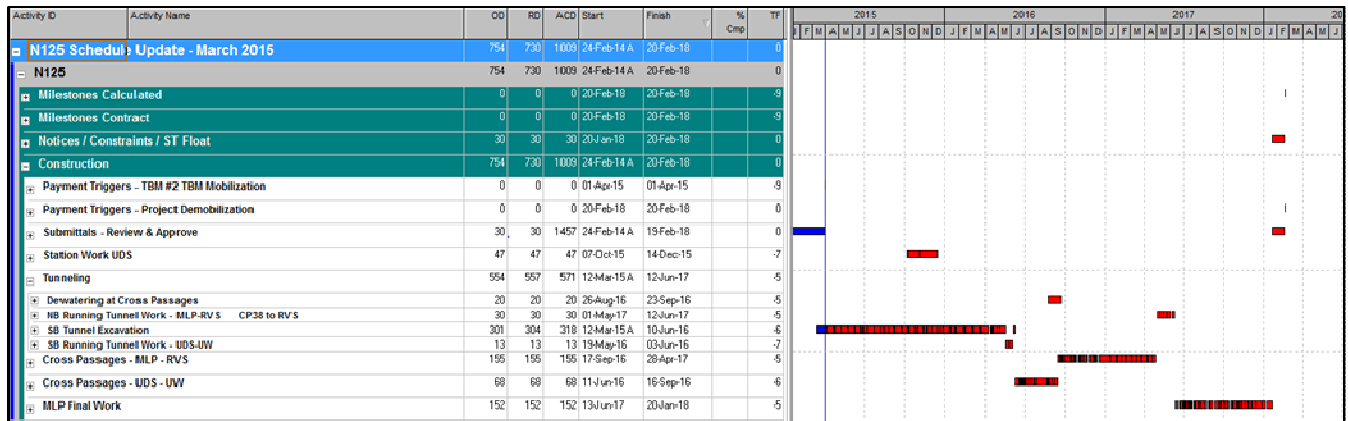 Activity ID Activity Name OD RD ACD Start Finish % Cmp TF 2015 2016 2017 20
F M A M J J A S O N D J F M A M J J A S O N D J F M A M J J A S O N D J F M A M J
N125 Schedule Update - March 2015 754 730 1009 24-Feb-14 A 20-Feb-18 0
N125 754 730 1009 24-Feb-14 A 20-Feb-18 0
Milestones Calculated 0 0 0 20-Feb-18 20-Feb-18 -9
Milestones Contract 0 0 0 20-Feb-18 20-Feb-18 -9
Notices / Constraints / ST Float 30 30 30 20-Jan-18 20-Feb-18 0
Construction 754 730 1009 24-Feb-14 A 20-Feb-18 0
Payment Triggers - TBM #2 TBM Mobilization 0 0 0 01-Apr-15 01-Apr-15 -9
Payment Triggers - Project Demobilization 0 0 0 20-Feb-18 20-Feb-18 0
Submittals - Review & Approve 30 30 1457 24-Feb-14 A 19-Feb-18 0
Station Work UDS 47 47 47 07-Oct-15 14-Dec-15 -7
Tunneling 554 557 571 12-Mar-15 A 12-Jun-17 -5
Dewatering at Cross Passages 20 20 20 26-Aug-16 23-Sep-16 -5
NB Running Tunnel Work - MLP-RVS CP38 to RVS 30 30 30 01-May-17 12-Jun-17 -5
SB Tunnel Excavation 301 304 318 12-Mar-15 A 10-Jun-16 -6
SB Running Tunnel Work - UDS-UW 13 13 13 19-May-16 03-Jun-16 -7
Cross Passages - MLP - RVS 155 155 155 17-Sep-16 28-Apr-17 -5
Cross Passages - UDS - UW 68 68 68 11-Jun-16 16-Sep-16 -6
MLP Final Work 152 152 152 13-Jun-17 20-Jan-18 -5